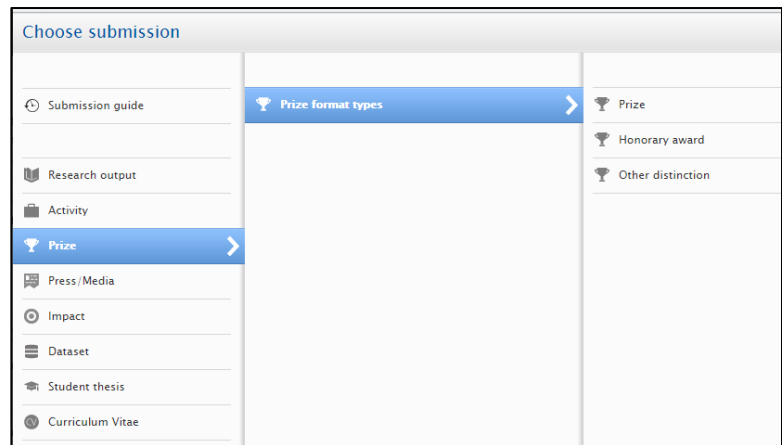 Choose submission
Submission guide
Research output
Activity
Prize
Press/Media
Impact
Dataset
Student thesis
CV Curriculum Vitae
Prize format types
Prize
Honorary award
Other distinction